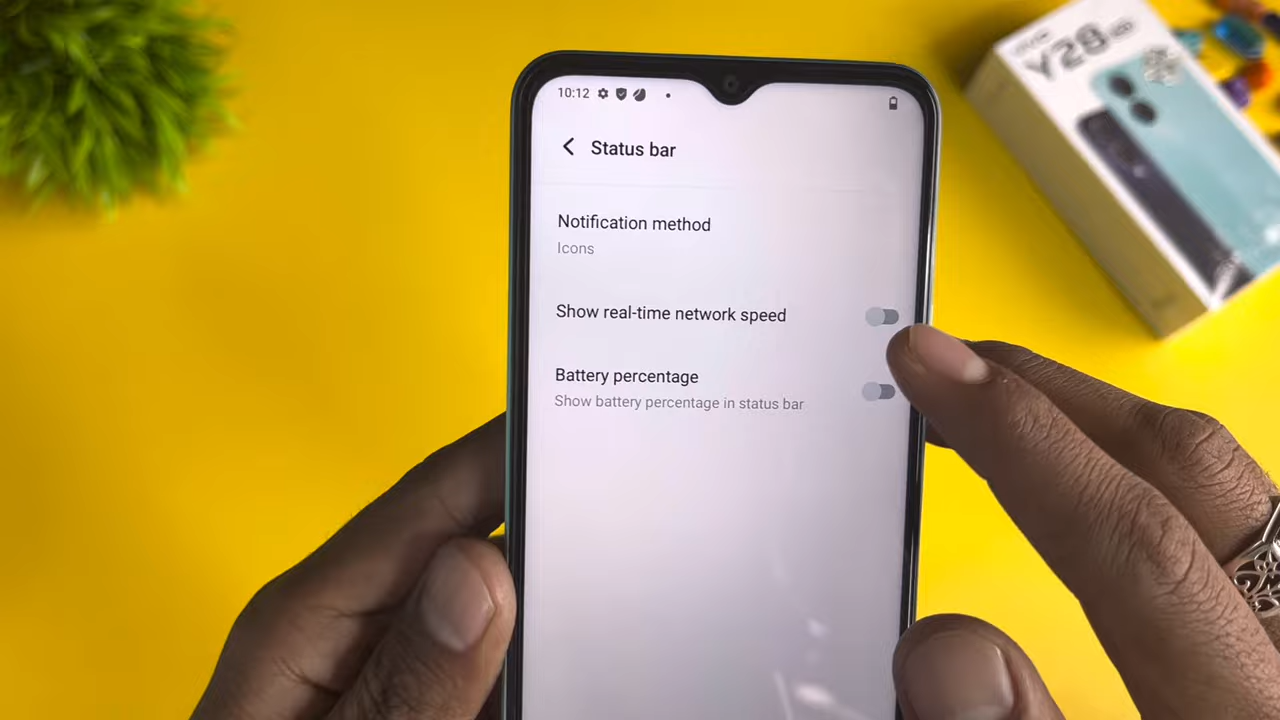 10:12
Status bar
Notification method
Icons
Show real-time network speed
Battery percentage
Show battery percentage in status bar
vivo
Y28